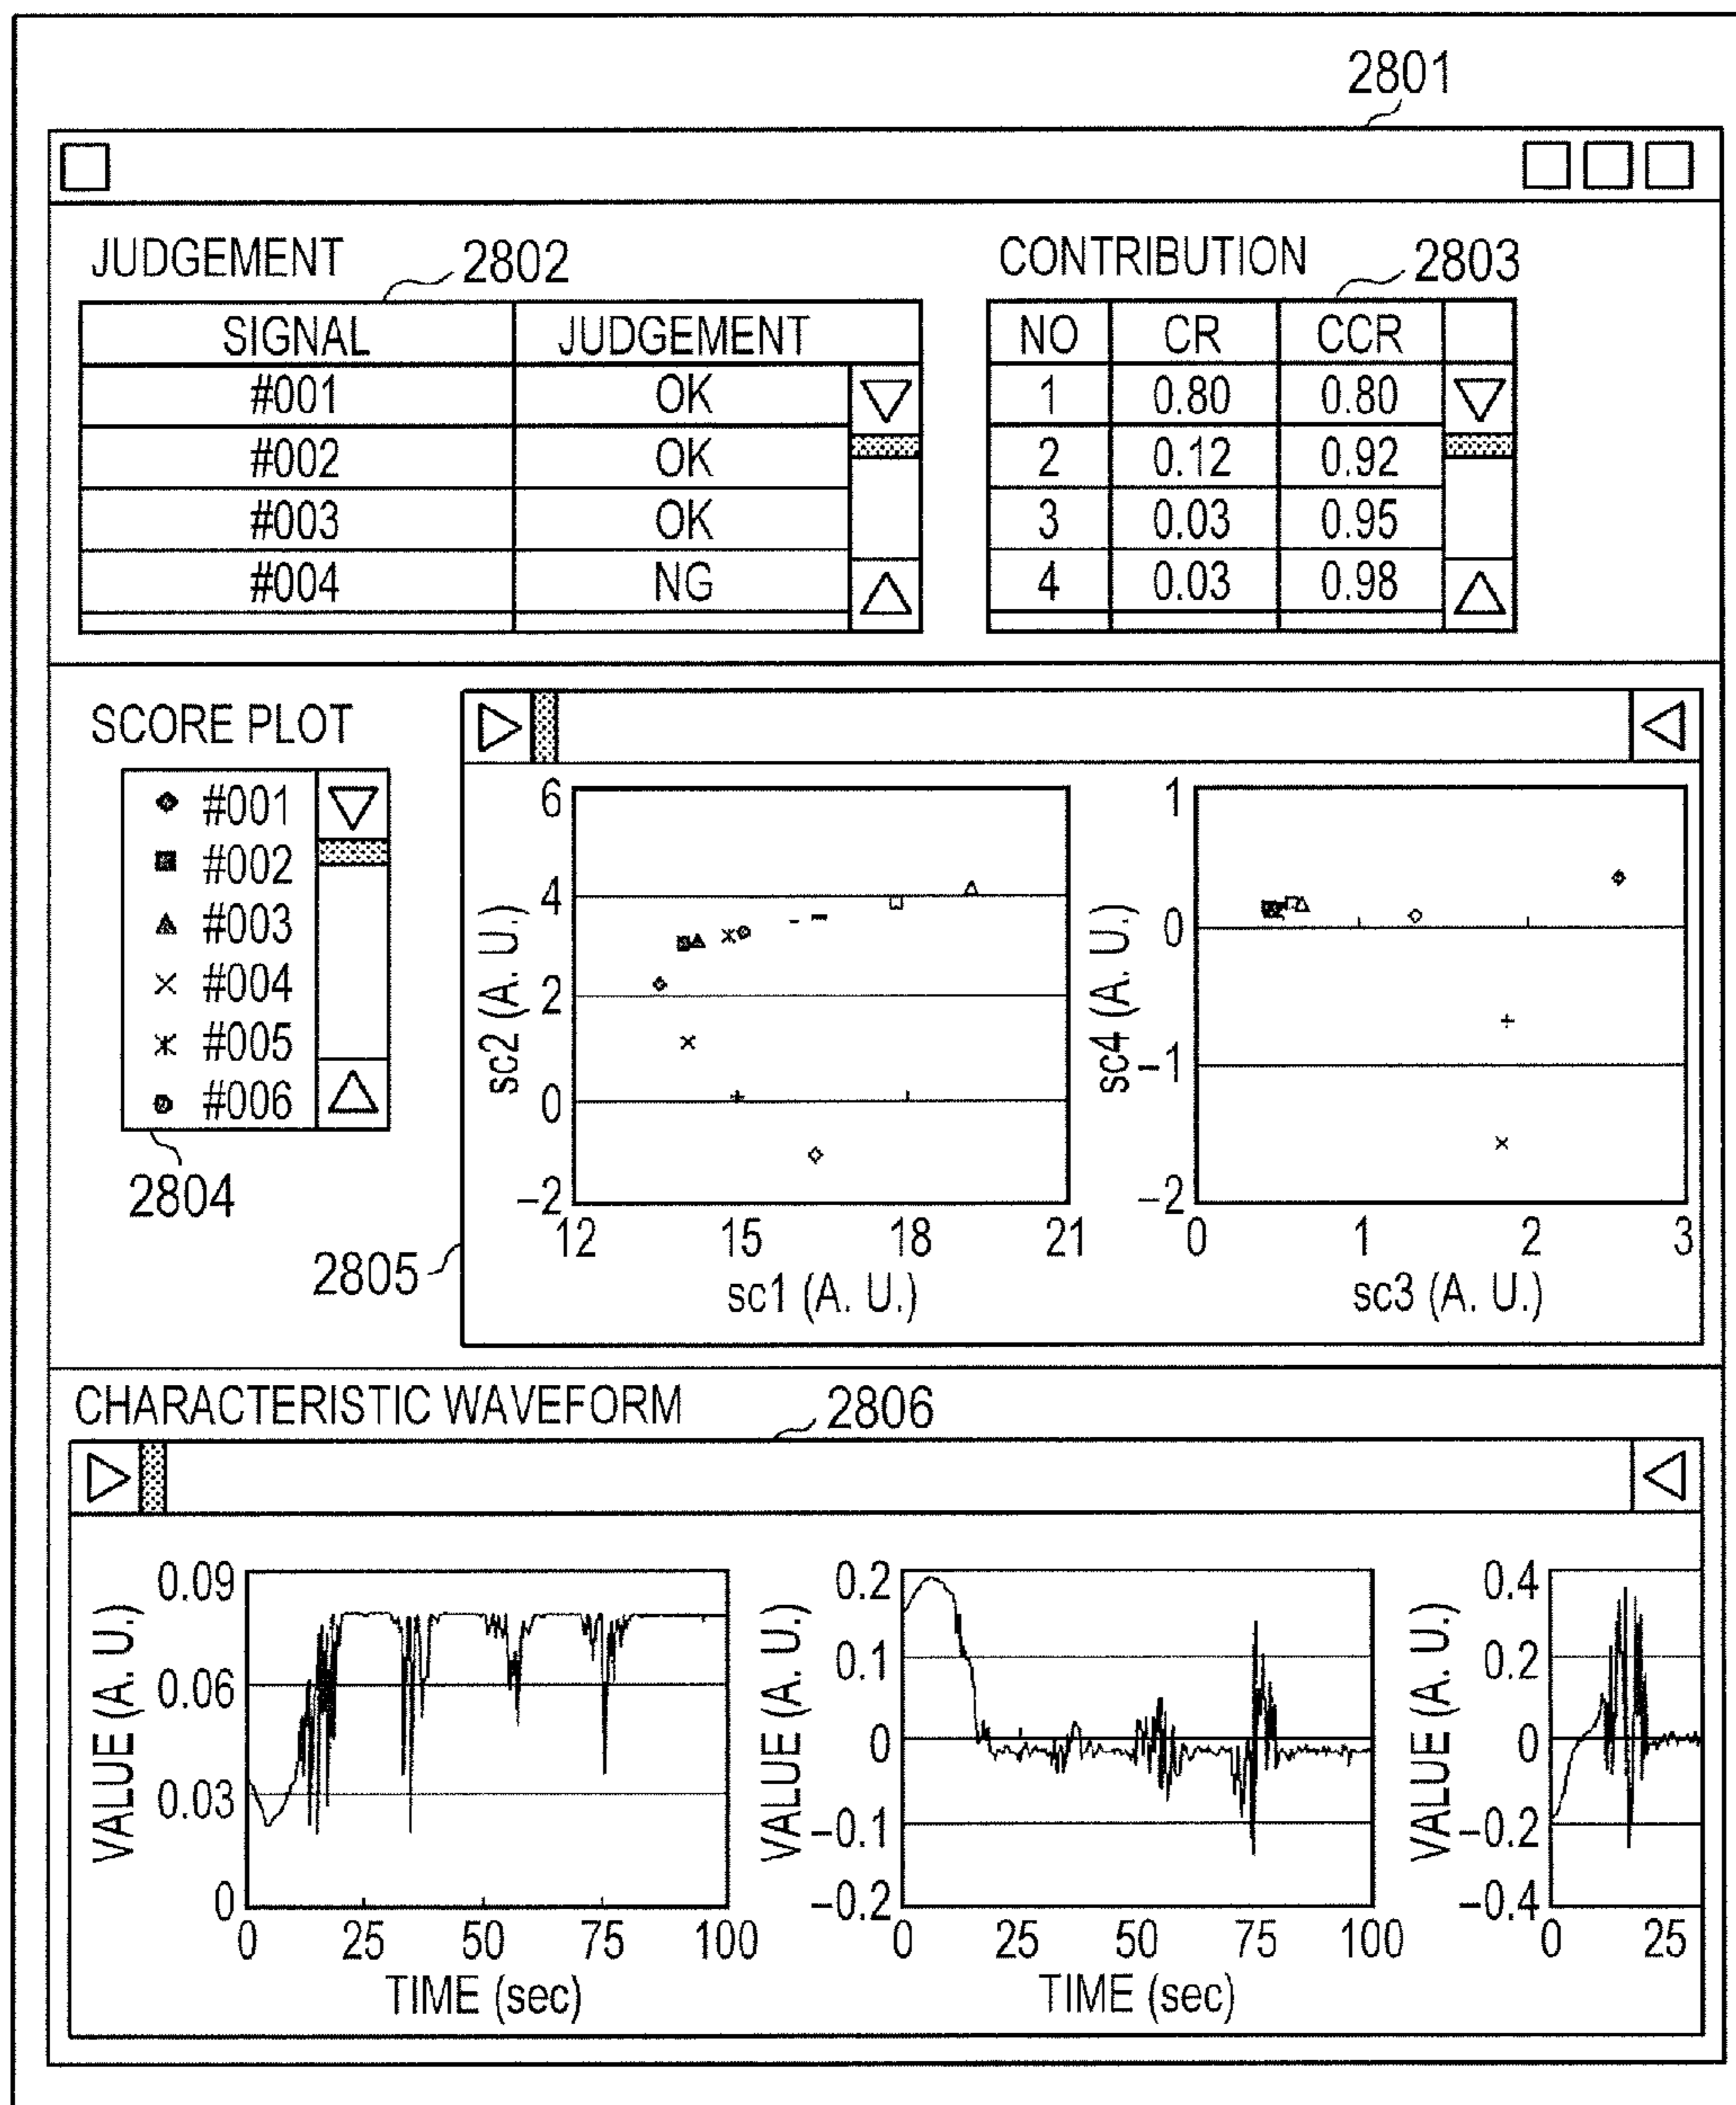 2801
JUDGEMENT 2802
SIGNAL JUDGEMENT
#001 OK
#002 OK
#003 OK
#004 NG
CONTRIBUTION 2803
NO CR CCR
1 0.80 0.80
2 0.12 0.92
3 0.03 0.95
4 0.03 0.98
SCORE PLOT
#001
#002
#003
#004
#005
#006
2804
2805
sc2 (A. U.)
6
4
2
0
−2
12 15 18 21
sc1 (A. U.)
sc4 (A. U.)
1
0
−1
−2
0 1 2 3
sc3 (A. U.)
CHARACTERISTIC WAVEFORM 2806
VALUE (A. U.)
0.09
0.06
0.03
0
0 25 50 75 100
TIME (sec)
VALUE (A. U.)
0.2
0.1
0
−0.1
−0.2
0 25 50 75 100
TIME (sec)
VALUE (A. U.)
0.4
0.2
0
−0.2
−0.4
0 25